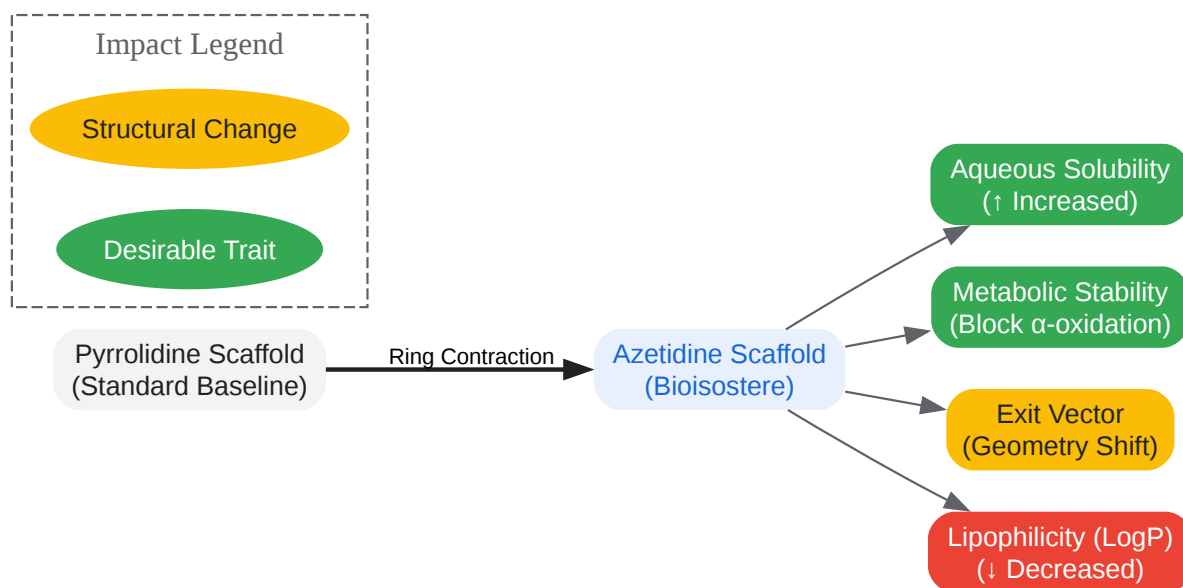 Impact Legend
Structural Change
Desirable Trait
Pyrrolidine Scaffold
(Standard Baseline)
Ring Contraction
Azetidine Scaffold
(Bioisostere)
Aqueous Solubility
(↑ Increased)
Metabolic Stability
(Block α-oxidation)
Exit Vector
(Geometry Shift)
Lipophilicity (LogP)
(↓ Decreased)